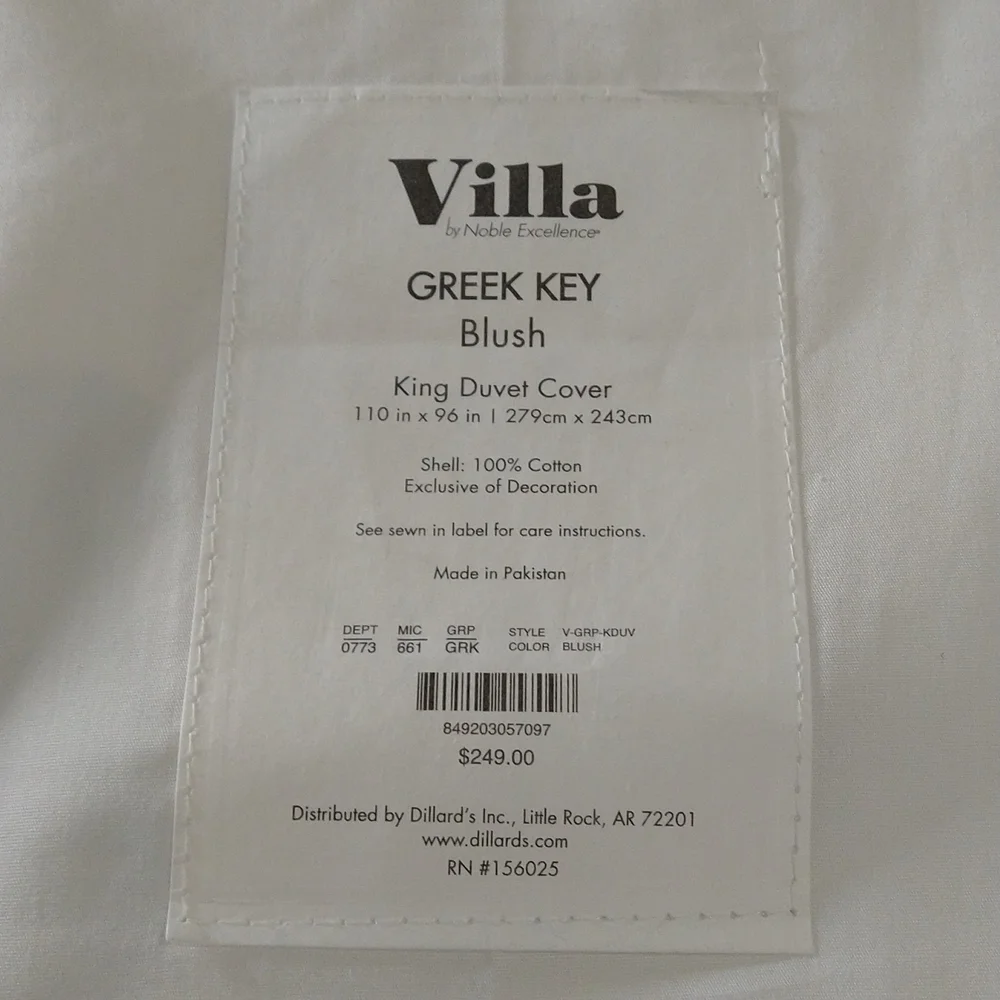 Villa
by Noble Excellence®
GREEK KEY
Blush
King Duvet Cover
110 in x 96 in | 279cm x 243cm
Shell: 100% Cotton
Exclusive of Decoration
See sewn in label for care instructions.
Made in Pakistan
DEPT MIC GRP STYLE V-GRP-KDUV
0773 661 GRK COLOR BLUSH
849203057097
$249.00
Distributed by Dillard's Inc., Little Rock, AR 72201
www.dillards.com
RN #156025